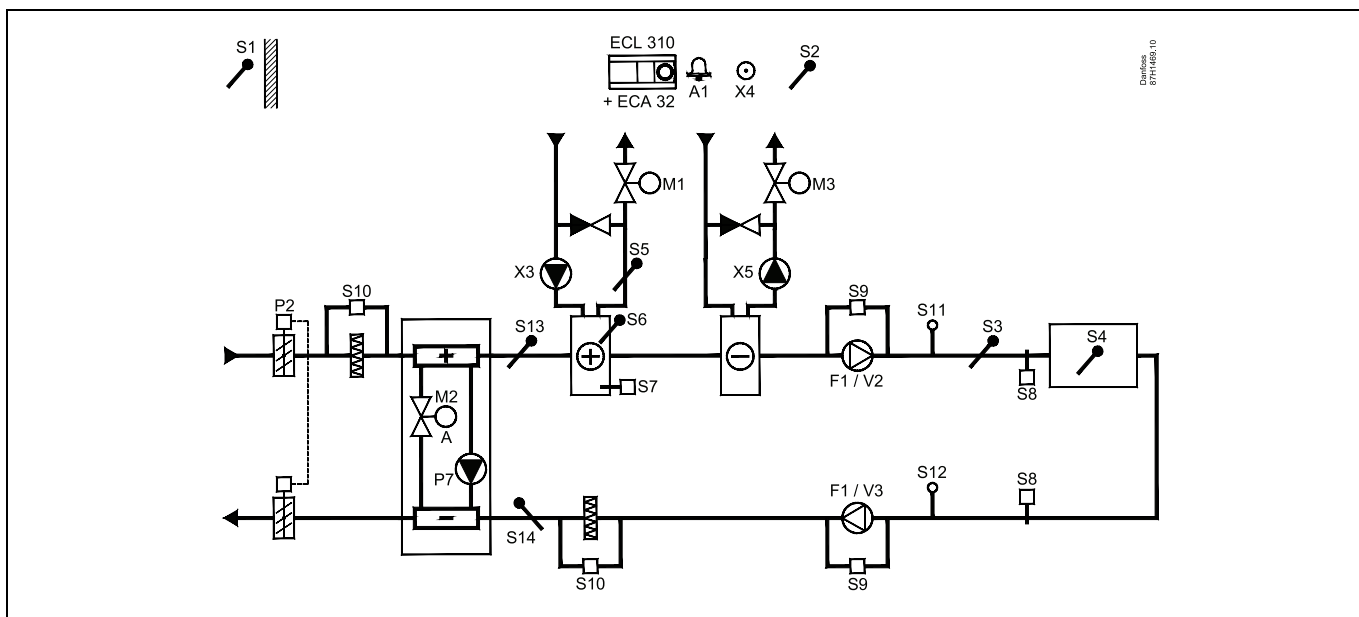 S1
ECL 310
+ ECA 32
A1
X4
S2
Danfoss
87H1469.10
M1
M3
S5
X3
X5
P2
S10
S13
S6
S7
S9
F1 / V2
S11
S3
S4
S8
M2
A
P7
S14
S10
F1 / V3
S9
S12
S8